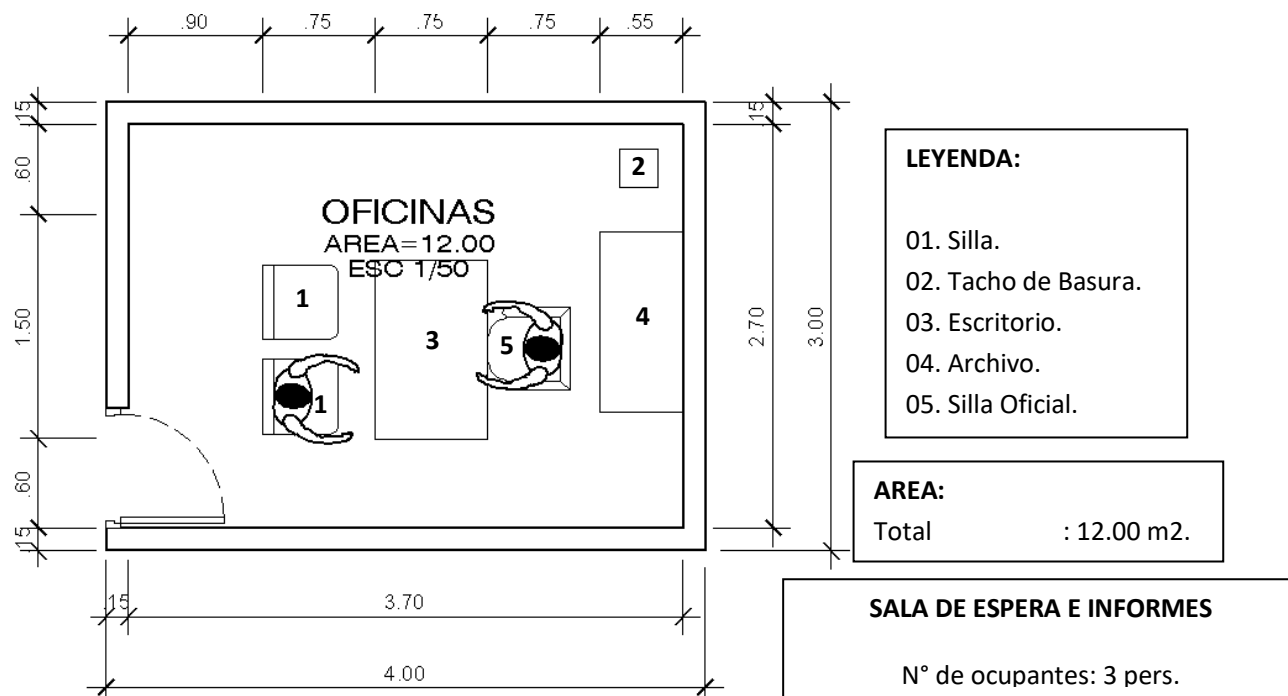 .90 .75 .75 .75 .55
.15 .15
.60
1.50
.60
.15
2.70
3.00
OFICINAS
AREA=12.00
ESC 1/50
2
1
3
5
4
1
.15 3.70
4.00
LEYENDA:
01. Silla.
02. Tacho de Basura.
03. Escritorio.
04. Archivo.
05. Silla Oficial.
AREA:
Total : 12.00 m2.
SALA DE ESPERA E INFORMES
N° de ocupantes: 3 pers.